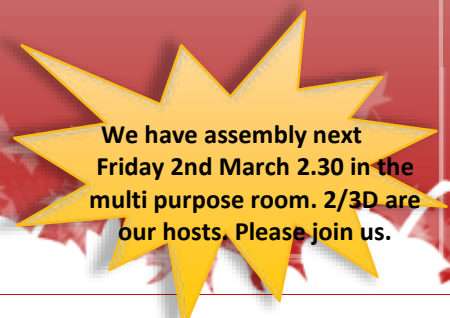 We have assembly next
Friday 2nd March 2.30 in the
multi purpose room. 2/3D are
our hosts. Please join us.